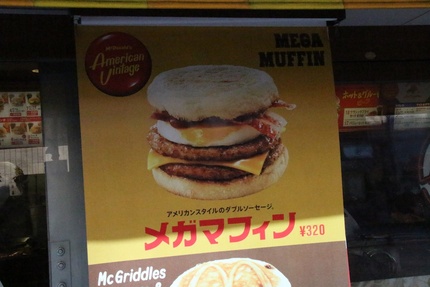 McDonald's
American
Vintage
MEGA
MUFFIN
アメリカンスタイルのダブルソーセージ。
メガマフィン ¥320
McGriddles
&